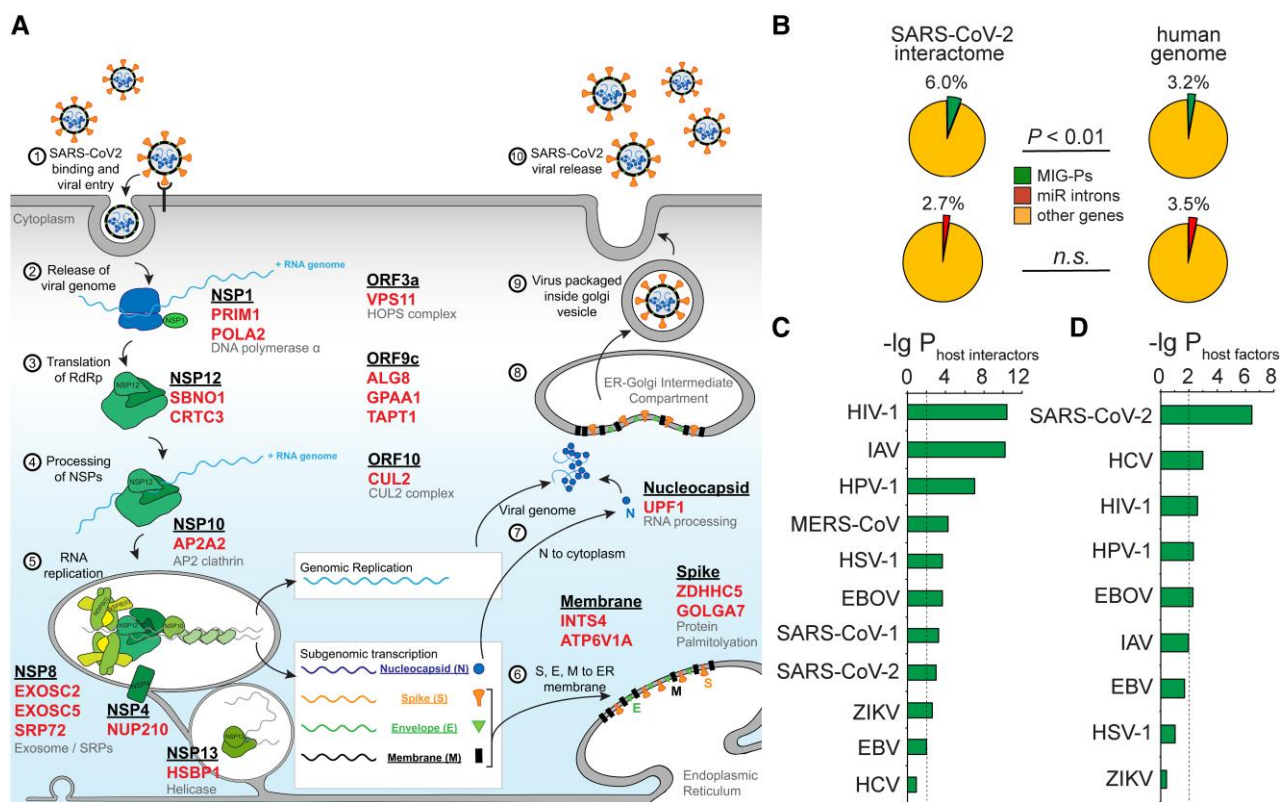 A
1 SARS-CoV2
binding and
viral entry
10 SARS-CoV2
viral release
Cytoplasm
2 Release of
viral genome
+ RNA genome
NSP1
NSP1
PRIM1
POLA2
DNA polymerase α
ORF3a
VPS11
HOPS complex
9 Virus packaged
inside golgi
vesicle
3 Translation
of RdRp
NSP12
NSP12
SBNO1
CRTC3
ORF9c
ALG8
GPAA1
TAPT1
8
ER-Golgi Intermediate
Compartment
4 Processing
of NSPs
+ RNA genome
NSP12
ORF10
CUL2
CUL2 complex
NSP10
AP2A2
AP2 clathrin
Viral genome
N
Nucleocapsid
UPF1
RNA processing
7
N to cytoplasm
5 RNA
replication
NSP12
NSP10
Genomic Replication
Subgenomic transcription
Nucleocapsid (N)
Spike (S)
Envelope (E)
Membrane (M)
Membrane
INTS4
ATP6V1A
Spike
ZDHHC5
GOLGA7
Protein
Palmitolyation
6 S, E, M to ER
membrane
E
M
S
NSP8
EXOSC2
EXOSC5
SRP72
Exosome / SRPs
NSP4
NUP210
NSP13
HSBP1
Helicase
Endoplasmic
Reticulum
B
SARS-CoV-2
interactome
human
genome
6.0%
3.2%
P < 0.01
MIG-Ps
miR introns
other genes
2.7%
3.5%
n.s.
C
-lg P host interactors
0 4 8 12
HIV-1
IAV
HPV-1
MERS-CoV
HSV-1
EBOV
SARS-CoV-1
SARS-CoV-2
ZIKV
EBV
HCV
D
-lg P host factors
0 2 4 6 8
SARS-CoV-2
HCV
HIV-1
HPV-1
EBOV
IAV
EBV
HSV-1
ZIKV